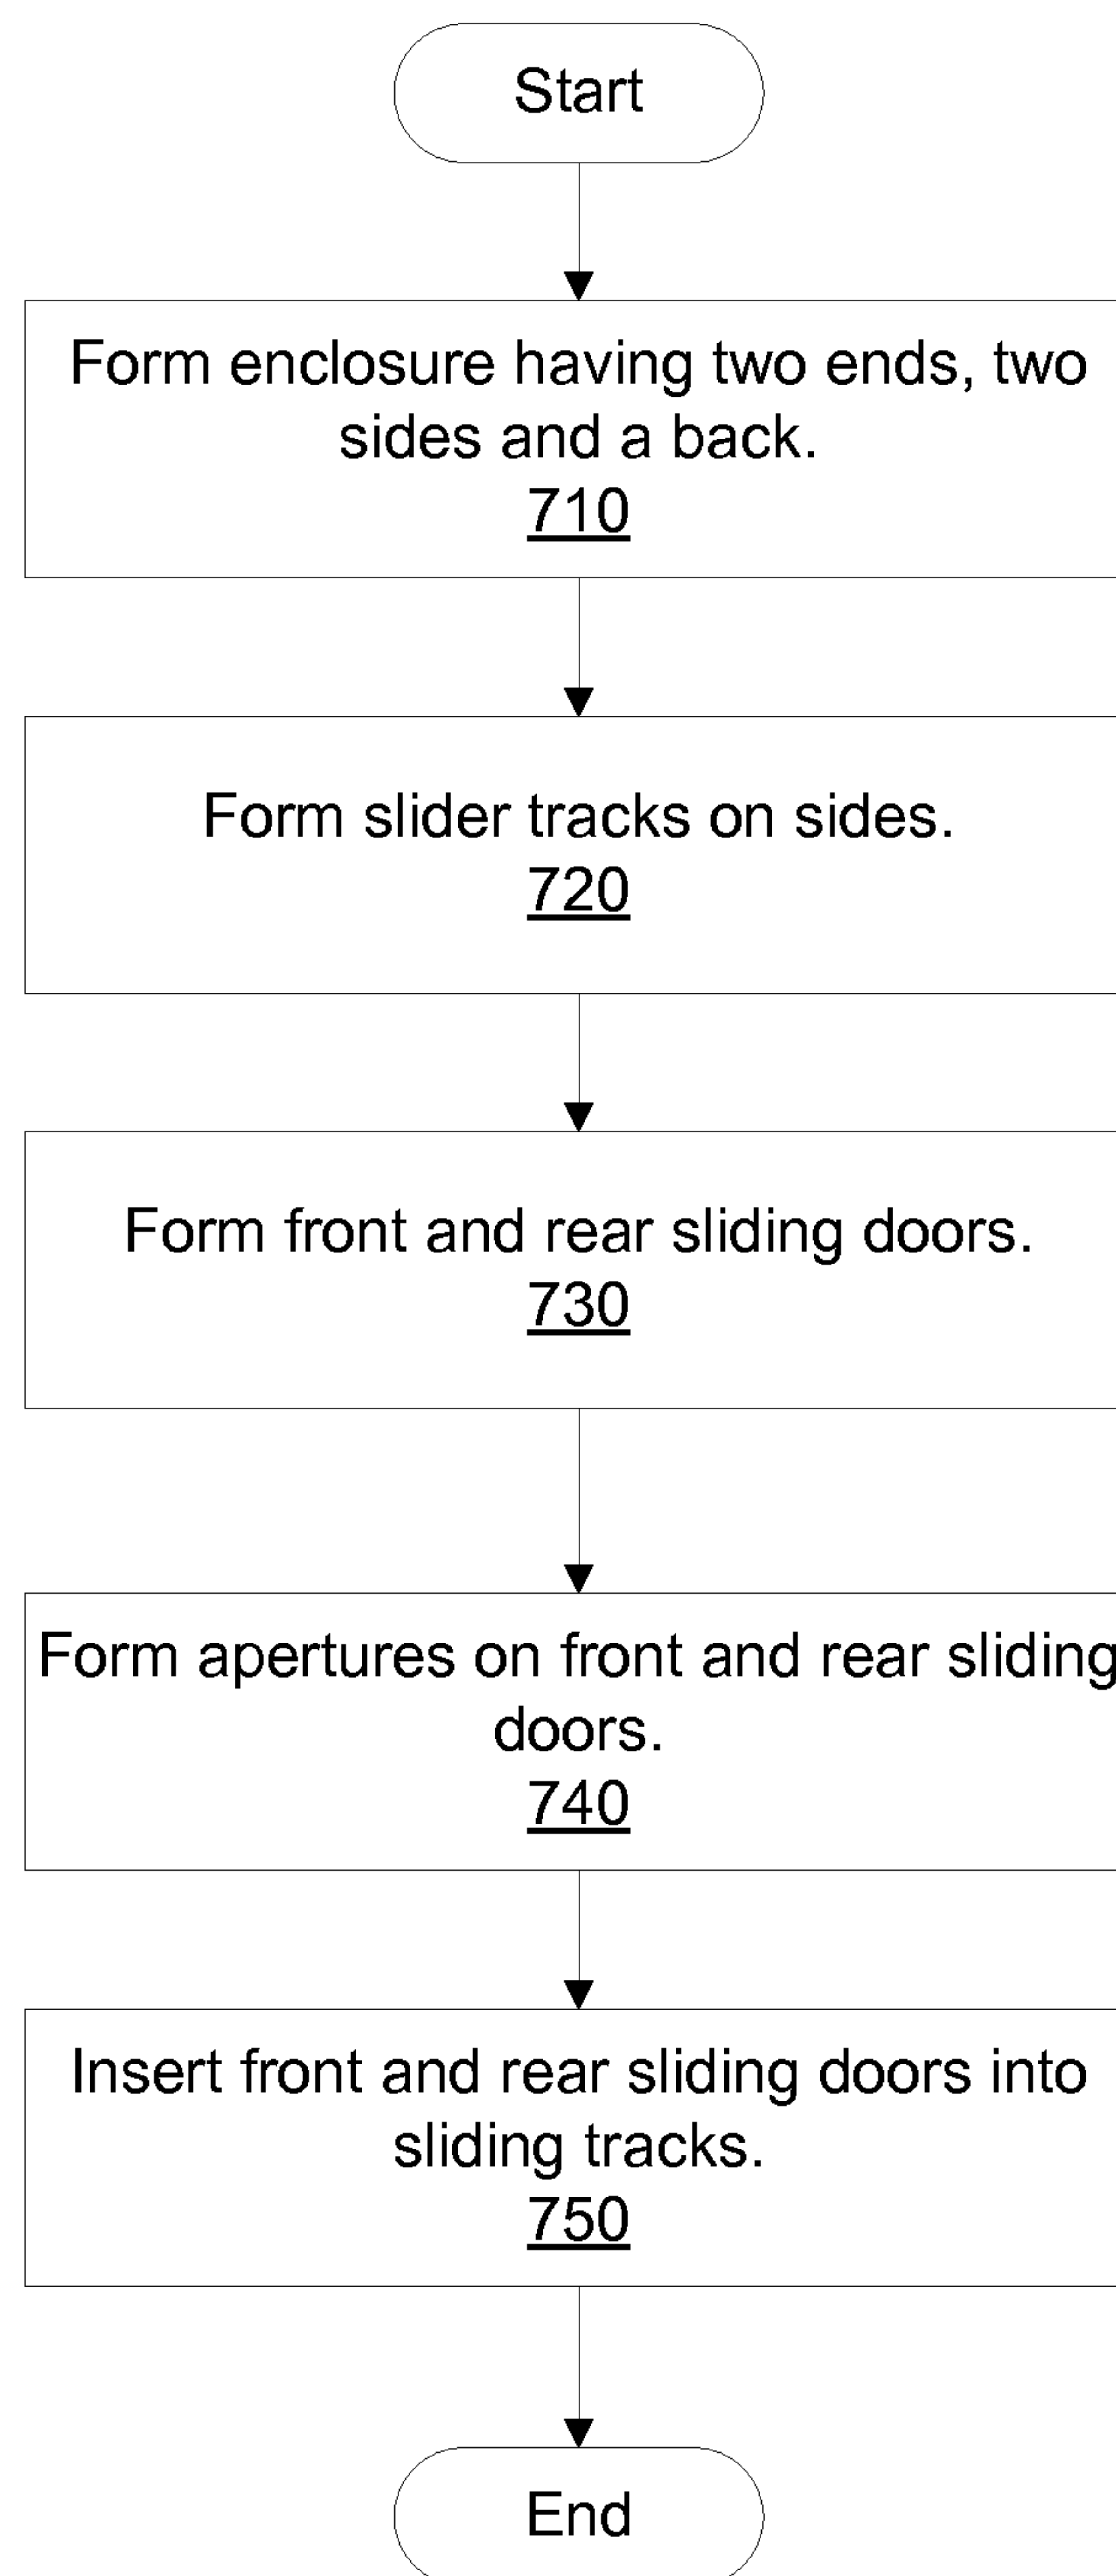 Start
Form enclosure having two ends, two
sides and a back.
710
Form slider tracks on sides.
720
Form front and rear sliding doors.
730
Form apertures on front and rear sliding
doors.
740
Insert front and rear sliding doors into
sliding tracks.
750
End